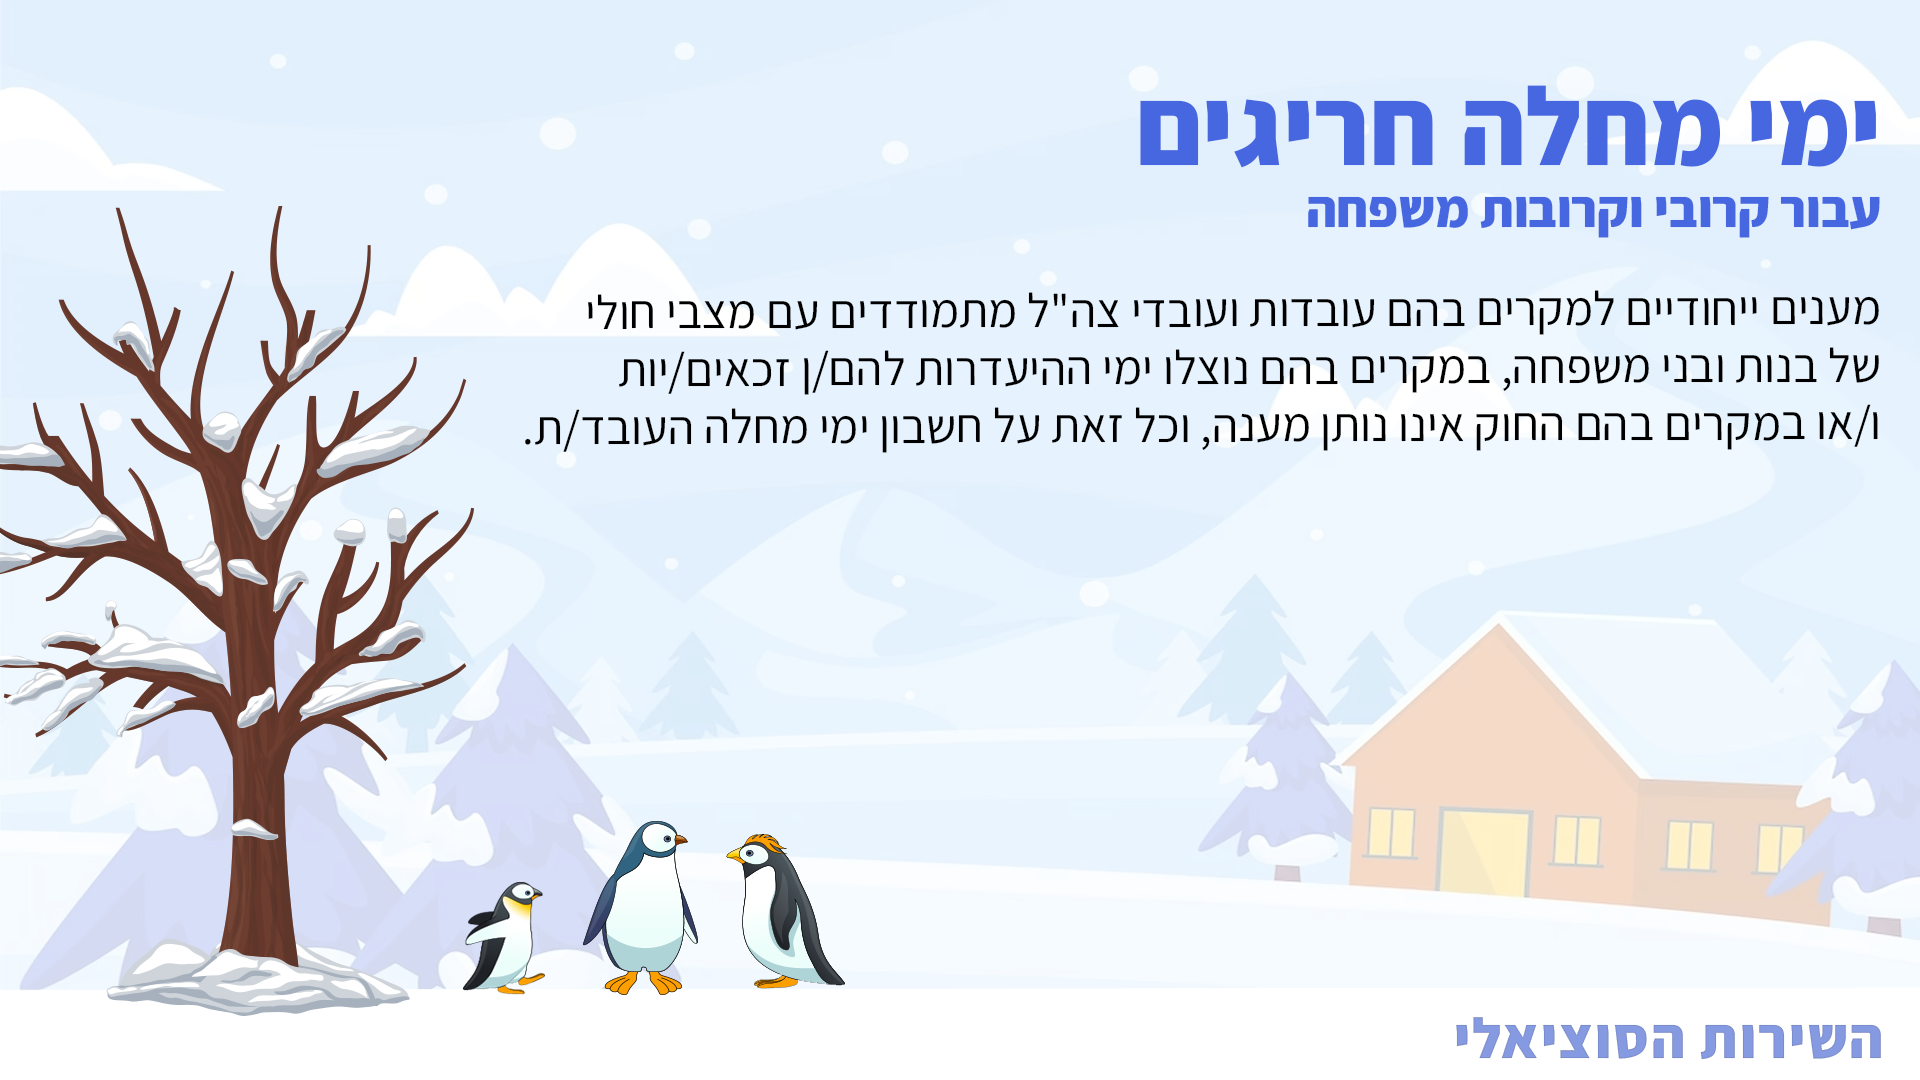 ימי מחלה חריגים
עבור קרובי וקרובות משפחה
מענים ייחודיים למקרים בהם עובדות ועובדי צה"ל מתמודדים עם מצבי חולי
של בנות ובני משפחה, במקרים בהם נוצלו ימי ההיעדרות להם/ן זכאים/יות
ו/או במקרים בהם החוק אינו נותן מענה, וכל זאת על חשבון ימי מחלה העובד/ת.
השירות הסוציאלי